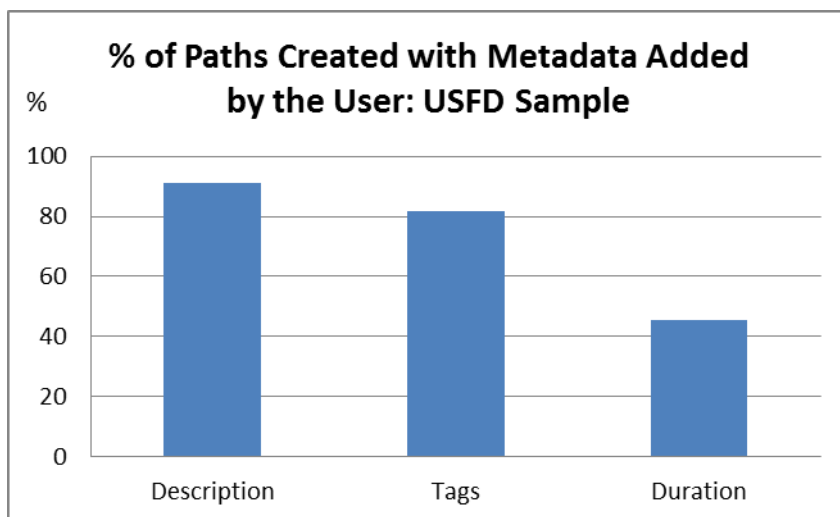 % of Paths Created with Metadata Added
by the User: USFD Sample
%
100
80
60
40
20
0
Description Tags Duration